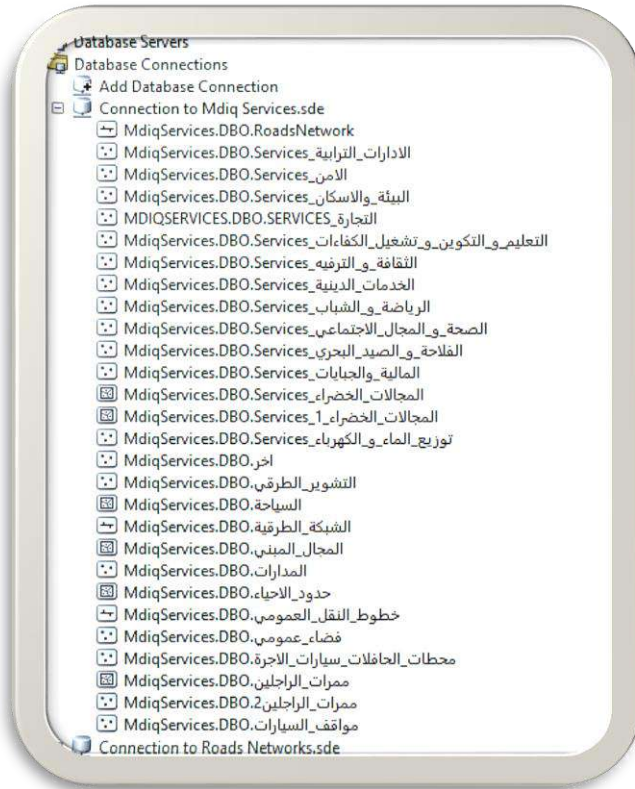 Database Servers
Database Connections
Add Database Connection
Connection to Mdiq Services.sde
MdiqServices.DBO.RoadsNetwork
MdiqServices.DBO.Services_الادارات_الترابية
MdiqServices.DBO.Services_الامن
MdiqServices.DBO.Services_البيئة_والاسكان
MDIQSERVICES.DBO.SERVICES_التجارة
MdiqServices.DBO.Services_التعليم_و_التكوين_و_تشغيل_الكفاءات
MdiqServices.DBO.Services_الثقافة_و_الترفيه
MdiqServices.DBO.Services_الخدمات_الدينية
MdiqServices.DBO.Services_الرياضة_و_الشباب
MdiqServices.DBO.Services_الصحة_و_المجال_الاجتماعي
MdiqServices.DBO.Services_الفلاحة_و_الصيد_البحري
MdiqServices.DBO.Services_المالية_والجبايات
MdiqServices.DBO.Services_المجالات_الخضراء
MdiqServices.DBO.Services_المجالات_الخضراء_1
MdiqServices.DBO.Services_توزيع_الماء_و_الكهرباء
MdiqServices.DBO.اخر
MdiqServices.DBO.التشوير_الطرقي
MdiqServices.DBO.السياحة
MdiqServices.DBO.الشبكة_الطرقية
MdiqServices.DBO.المجال_المبني
MdiqServices.DBO.المدارات
MdiqServices.DBO.حدود_الاحياء
MdiqServices.DBO.خطوط_النقل_العمومي
MdiqServices.DBO.فضاء_عمومي
MdiqServices.DBO.محطات_الحافلات_سيارات_الاجرة
MdiqServices.DBO.ممرات_الراجلين
MdiqServices.DBO.ممرات_الراجلين2
MdiqServices.DBO.مواقف_السيارات
Connection to Roads Networks.sde